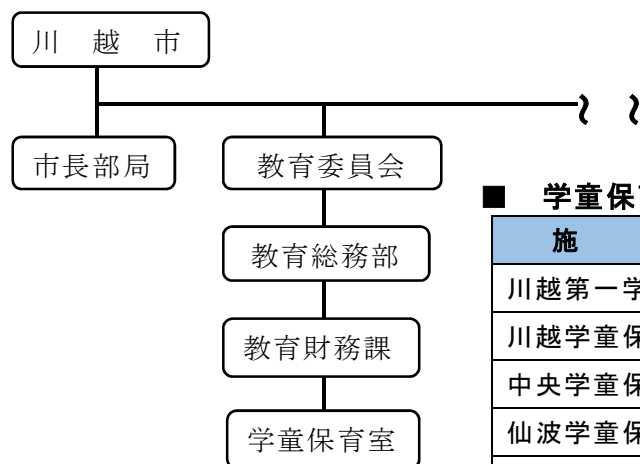 川 越 市
市長部局
教育委員会
教育総務部
教育財務課
学童保育室
■ 学童保
施
川越第一学
川越学童保
中央学童保
仙波学童保